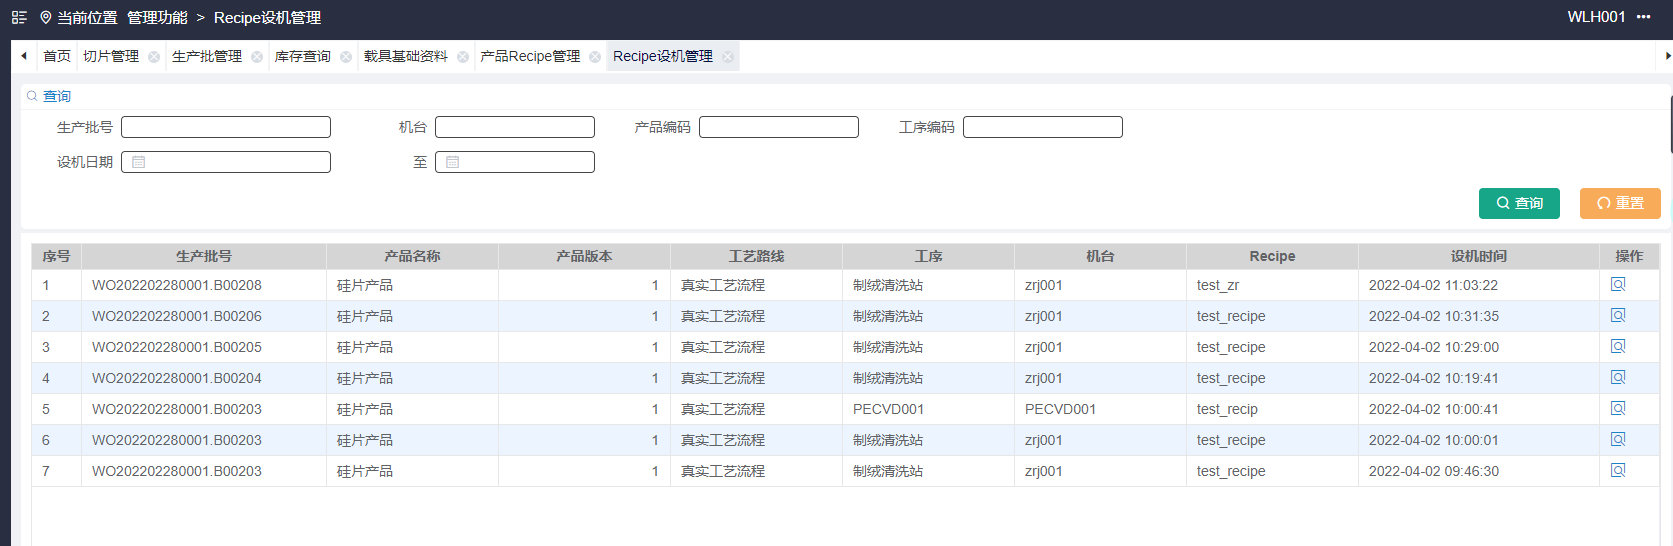 当前位置 管理功能 > Recipe设机管理 WLH001 •••
首页 切片管理 生产批管理 库存查询 载具基础资料 产品Recipe管理 Recipe设机管理
查询
生产批号 机台 产品编码 工序编码
设机日期 至
查询 重置
序号 生产批号 产品名称 产品版本 工艺路线 工序 机台 Recipe 设机时间 操作
1 WO202202280001.B00208 硅片产品 1 真实工艺流程 制绒清洗站 zrj001 test_zr 2022-04-02 11:03:22
2 WO202202280001.B00206 硅片产品 1 真实工艺流程 制绒清洗站 zrj001 test_recipe 2022-04-02 10:31:35
3 WO202202280001.B00205 硅片产品 1 真实工艺流程 制绒清洗站 zrj001 test_recipe 2022-04-02 10:29:00
4 WO202202280001.B00204 硅片产品 1 真实工艺流程 制绒清洗站 zrj001 test_recipe 2022-04-02 10:19:41
5 WO202202280001.B00203 硅片产品 1 真实工艺流程 PECVD001 PECVD001 test_recip 2022-04-02 10:00:41
6 WO202202280001.B00203 硅片产品 1 真实工艺流程 制绒清洗站 zrj001 test_recipe 2022-04-02 10:00:01
7 WO202202280001.B00203 硅片产品 1 真实工艺流程 制绒清洗站 zrj001 test_recipe 2022-04-02 09:46:30